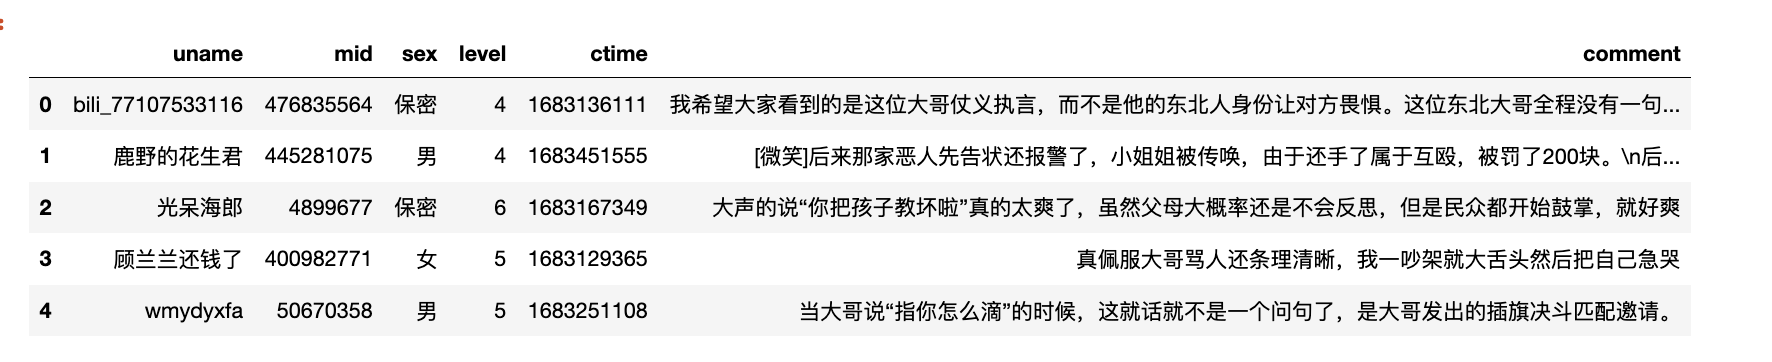 uname mid sex level ctime comment
0 bili_77107533116 476835564 保密 4 1683136111 我希望大家看到的是这位大哥仗义执言，而不是他的东北人身份让对方畏惧。这位东北大哥全程没有一句...
1 鹿野的花生君 445281075 男 4 1683451555 [微笑]后来那家恶人先告状还报警了，小姐姐被传唤，由于还手了属于互殴，被罚了200块。\n后...
2 光呆海郎 4899677 保密 6 1683167349 大声的说“你把孩子教坏啦”真的太爽了，虽然父母大概率还是不会反思，但是民众都开始鼓掌，就好爽
3 顾兰兰还钱了 400982771 女 5 1683129365 真佩服大哥骂人还条理清晰，我一吵架就大舌头然后把自己急哭
4 wmydyxfa 50670358 男 5 1683251108 当大哥说“指你怎么滴”的时候，这就话就不是一个问句了，是大哥发出的插旗决斗匹配邀请。